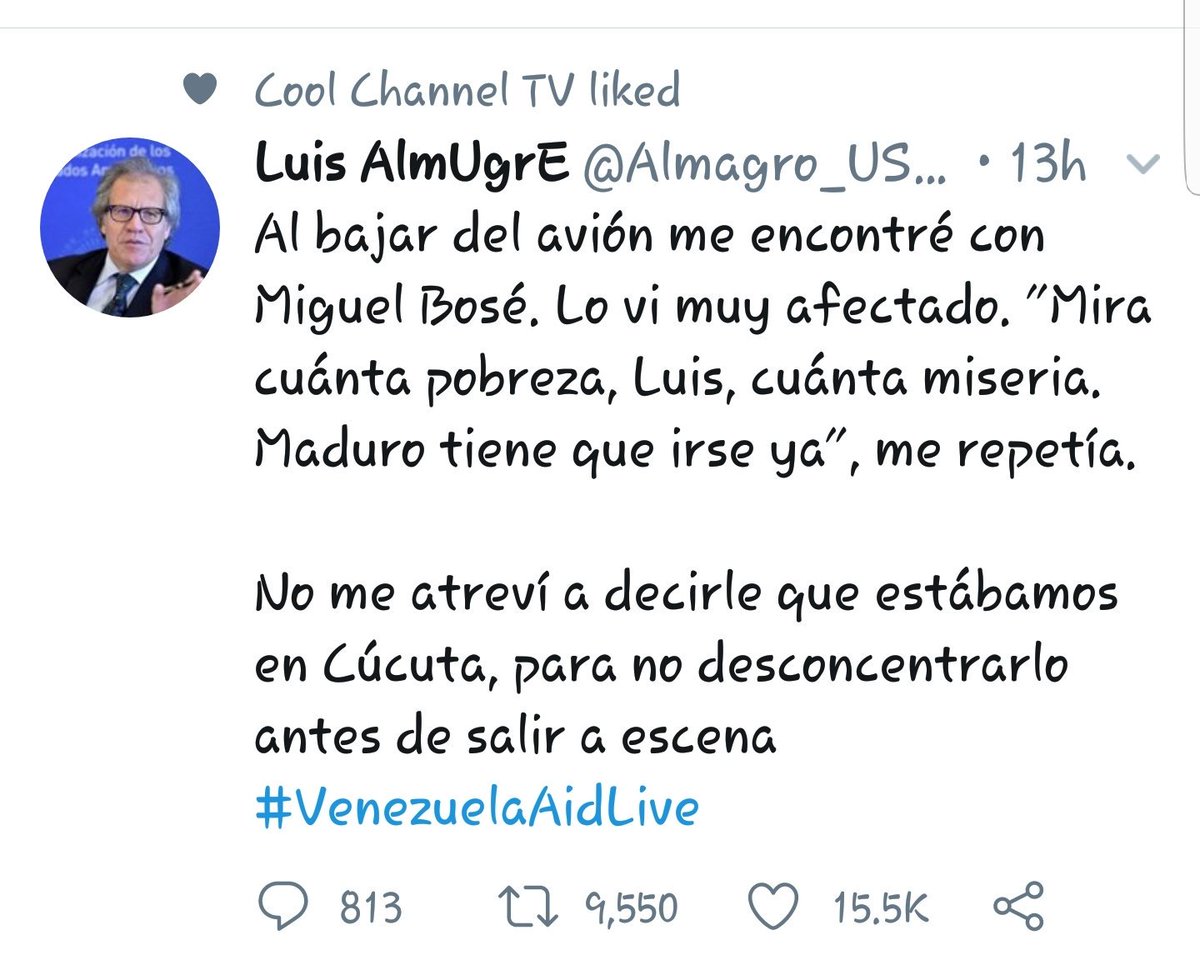 Cool Channel TV liked
Luis AlmUgrE @Almagro_US... • 13h
Al bajar del avión me encontré con
Miguel Bosé. Lo vi muy afectado. "Mira
cuánta pobreza, Luis, cuánta miseria.
Maduro tiene que irse ya", me repetía.
No me atreví a decirle que estábamos
en Cúcuta, para no desconcentrarlo
antes de salir a escena
#VenezuelaAidLive
813 9,550 15.5K